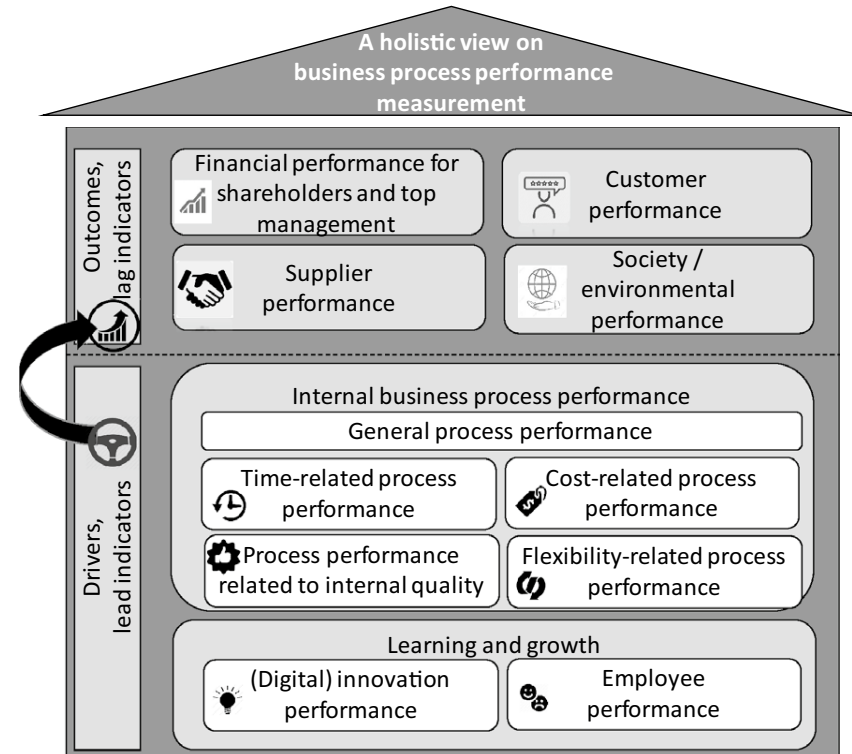 A holistic view on
business process performance
measurement
Outcomes,
lag indicators
Financial performance for
shareholders and top
management
Customer
performance
Supplier
performance
Society /
environmental
performance
Drivers,
lead indicators
Internal business process performance
General process performance
Time-related process
performance
Cost-related process
performance
Process performance
related to internal quality
Flexibility-related process
performance
Learning and growth
(Digital) innovation
performance
Employee
performance